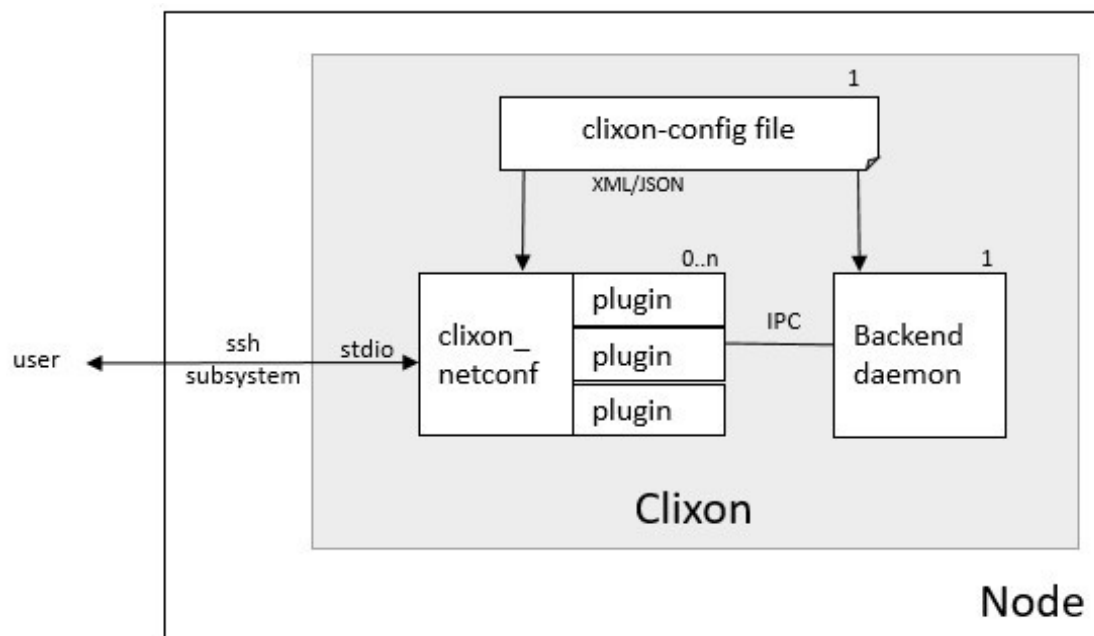 1
clixon-config file
XML/JSON
0..n
1
plugin
clixon_
netconf
plugin
plugin
IPC
Backend
daemon
user
ssh
subsystem
stdio
Clixon
Node